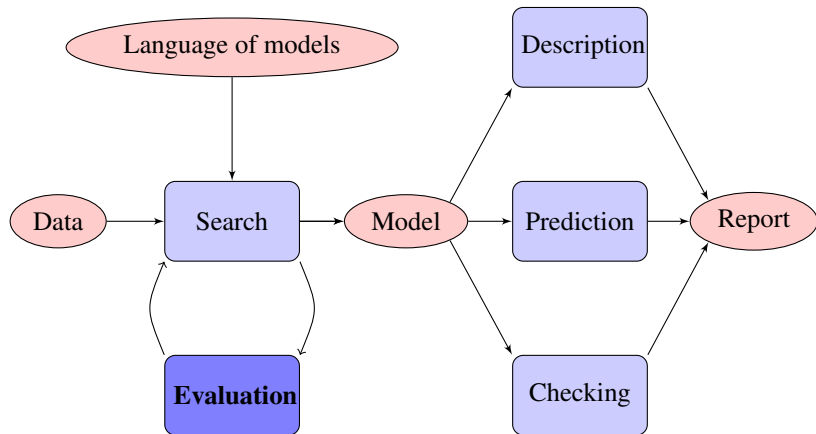 Language of models
Description
Data
Search
Model
Prediction
Report
Evaluation
Checking